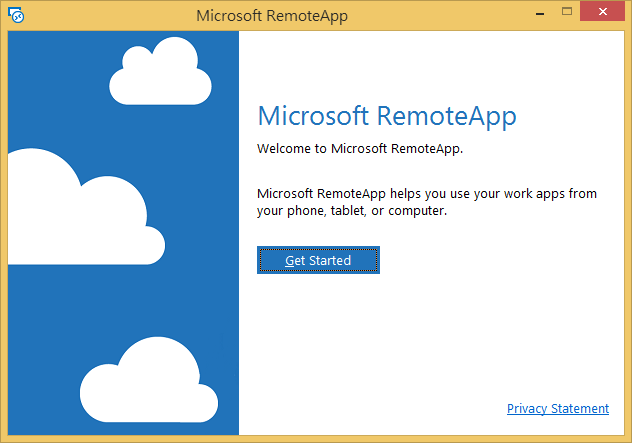 Microsoft RemoteApp
Microsoft RemoteApp
Welcome to Microsoft RemoteApp.
Microsoft RemoteApp helps you use your work apps from
your phone, tablet, or computer.
Get Started
Privacy Statement